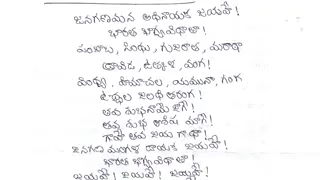 జనగణమన అధినాయక జయహే!
భారత భాగ్యవిధాతా!
పంజాబ, సింధు, గుజరాత, మరాఠా
ద్రావిడ, ఉత్కళ, వంగ!
వింధ్య, హిమాచల, యమునా, గంగ
ఉచ్ఛల జలధి తరంగ!
తవ శుభనామే జాగే!
తవ శుభ ఆశిష మాగే!
గాహే తవ జయ గాథా!
జనగణ మంగళ దాయక జయహే!
భారత భాగ్యవిధాతా!
జయహే! జయహే! జయహే!